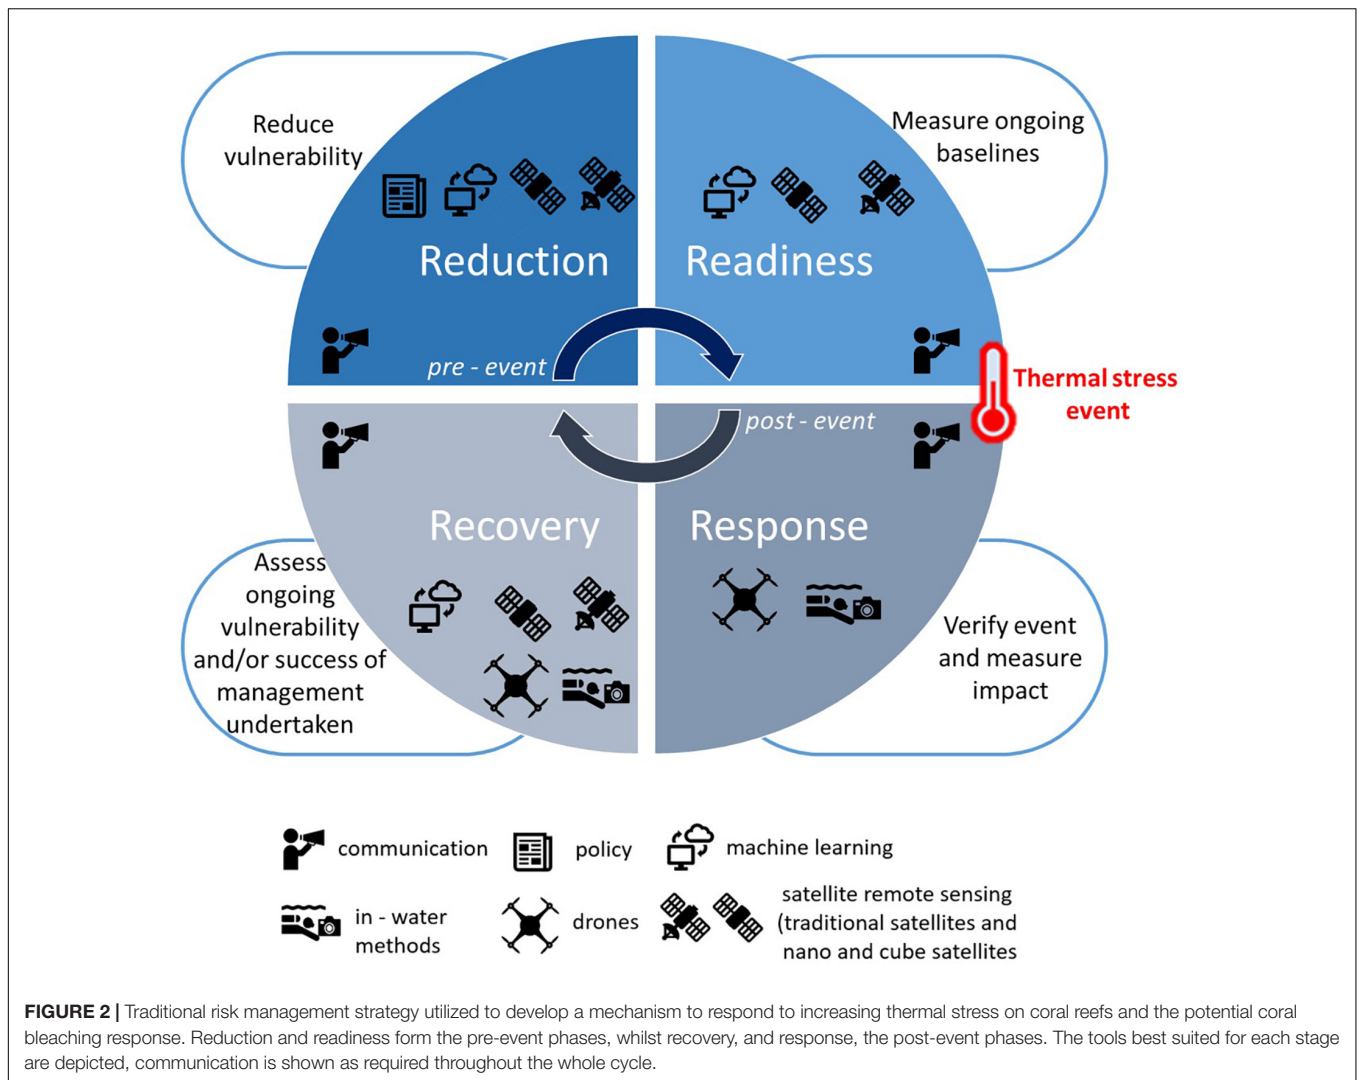 Reduce
vulnerability
Measure ongoing
baselines
Reduction
Readiness
pre - event
Thermal stress
event
post - event
Recovery
Response
Assess
ongoing
vulnerability
and/or success of
management
undertaken
Verify event
and measure
impact
communication
policy
machine learning
in - water
methods
drones
satellite remote sensing
(traditional satellites and
nano and cube satellites
FIGURE 2 | Traditional risk management strategy utilized to develop a mechanism to respond to increasing thermal stress on coral reefs and the potential coral
bleaching response. Reduction and readiness form the pre-event phases, whilst recovery, and response, the post-event phases. The tools best suited for each stage
are depicted, communication is shown as required throughout the whole cycle.